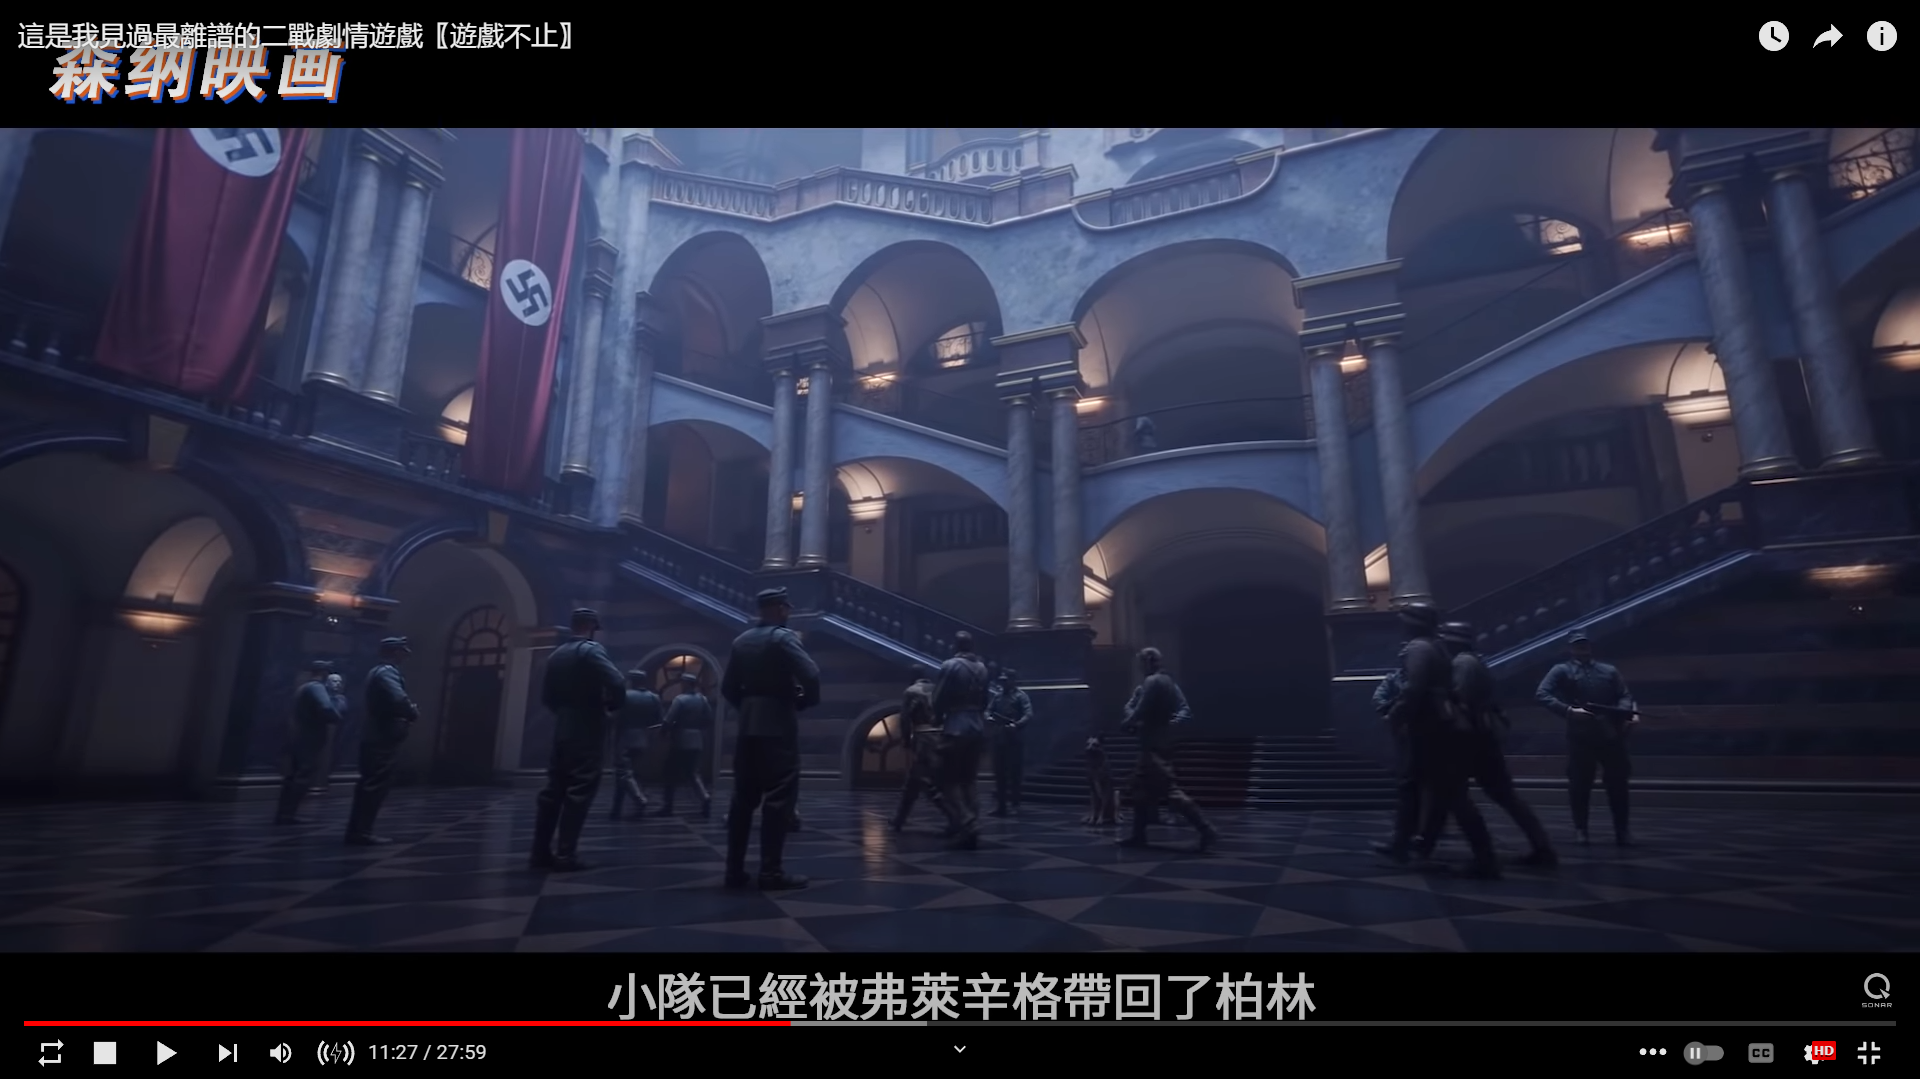 這是我見過最離譜的二戰劇情遊戲〖遊戲不止〗
森纳映画
小隊已經被弗萊辛格帶回了柏林
SONAR
11:27 / 27:59
CC
HD